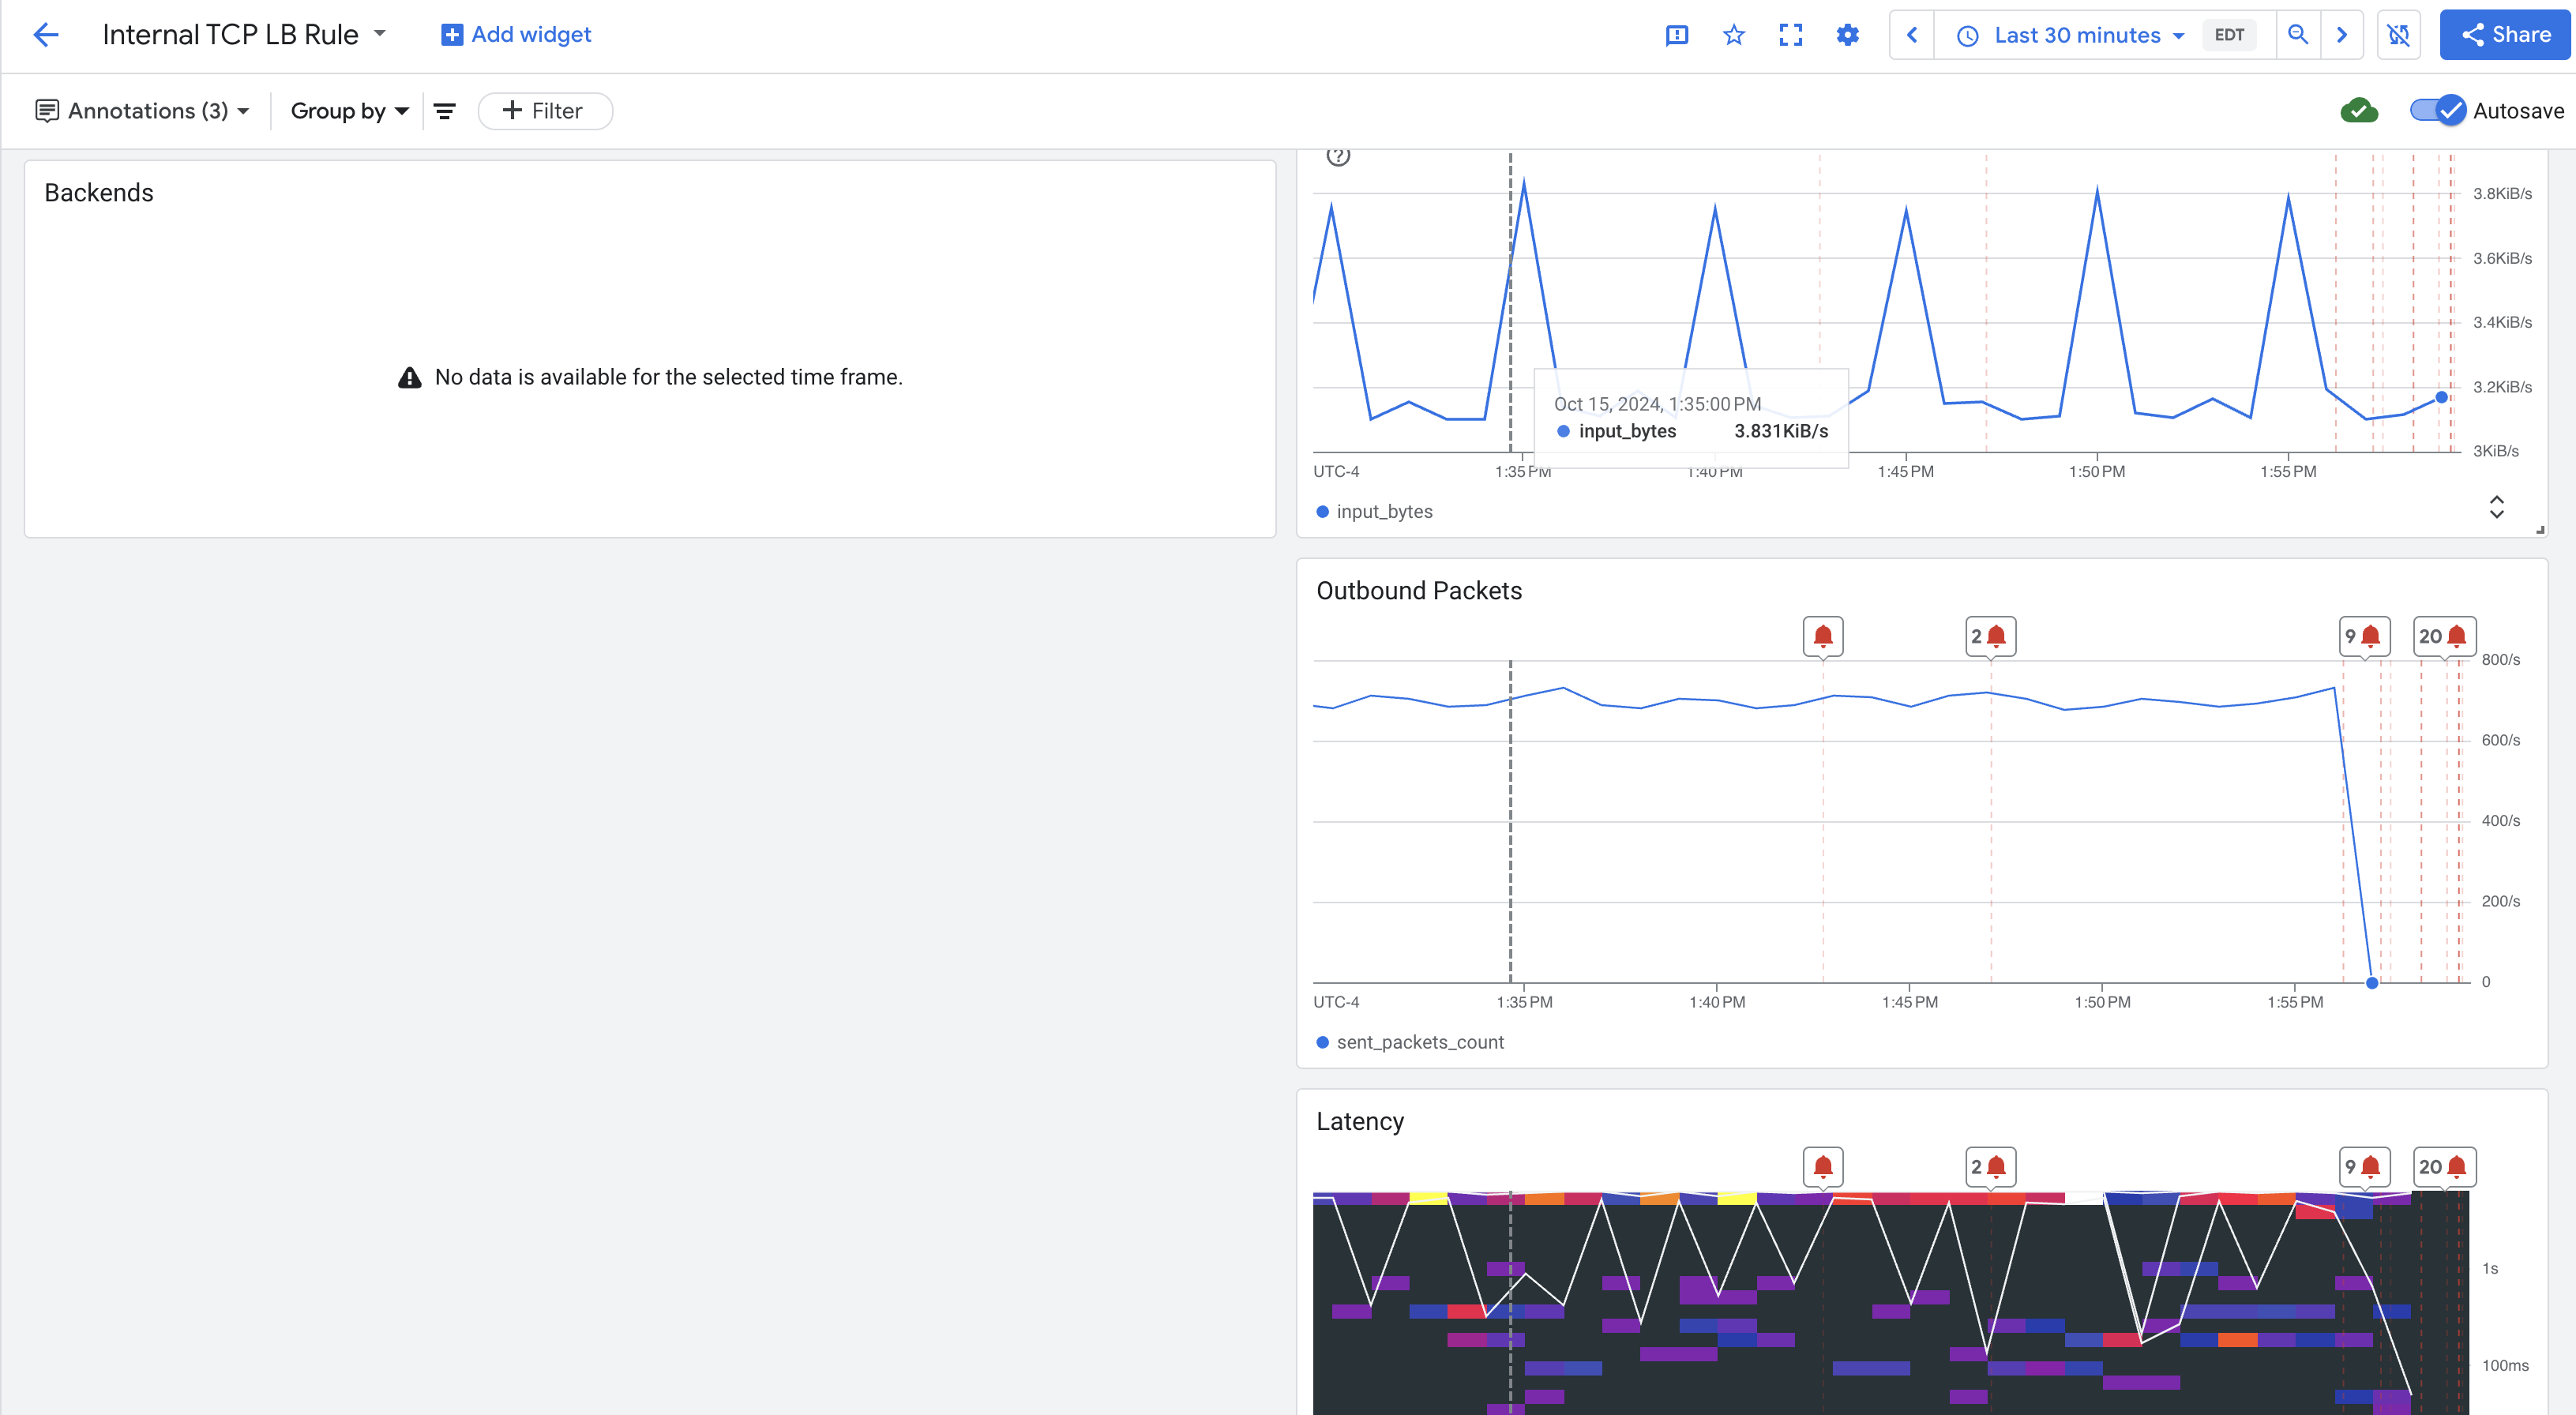 Internal TCP LB Rule
Add widget
Last 30 minutes
EDT
Share
Annotations (3)
Group by
Filter
Autosave
Backends
No data is available for the selected time frame.
3.8KiB/s
3.6KiB/s
3.4KiB/s
3.2KiB/s
3KiB/s
Oct 15, 2024, 1:35:00 PM
input_bytes 3.831KiB/s
UTC-4 1:35 PM 1:40 PM 1:45 PM 1:50 PM 1:55 PM
input_bytes
Outbound Packets
2 9 20
800/s
600/s
400/s
200/s
0
UTC-4 1:35 PM 1:40 PM 1:45 PM 1:50 PM 1:55 PM
sent_packets_count
Latency
2 9 20
1s
100ms